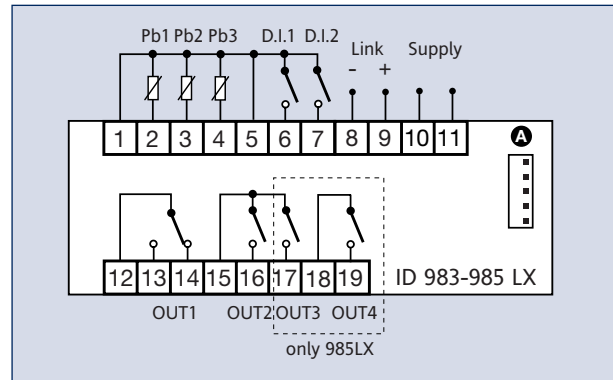 Pb1 Pb2 Pb3 D.I.1 D.I.2 Link Supply
- +
1 2 3 4 5 6 7 8 9 10 11
A
12 13 14 15 16 17 18 19 ID 983-985 LX
OUT1 OUT2 OUT3 OUT4
only 985LX